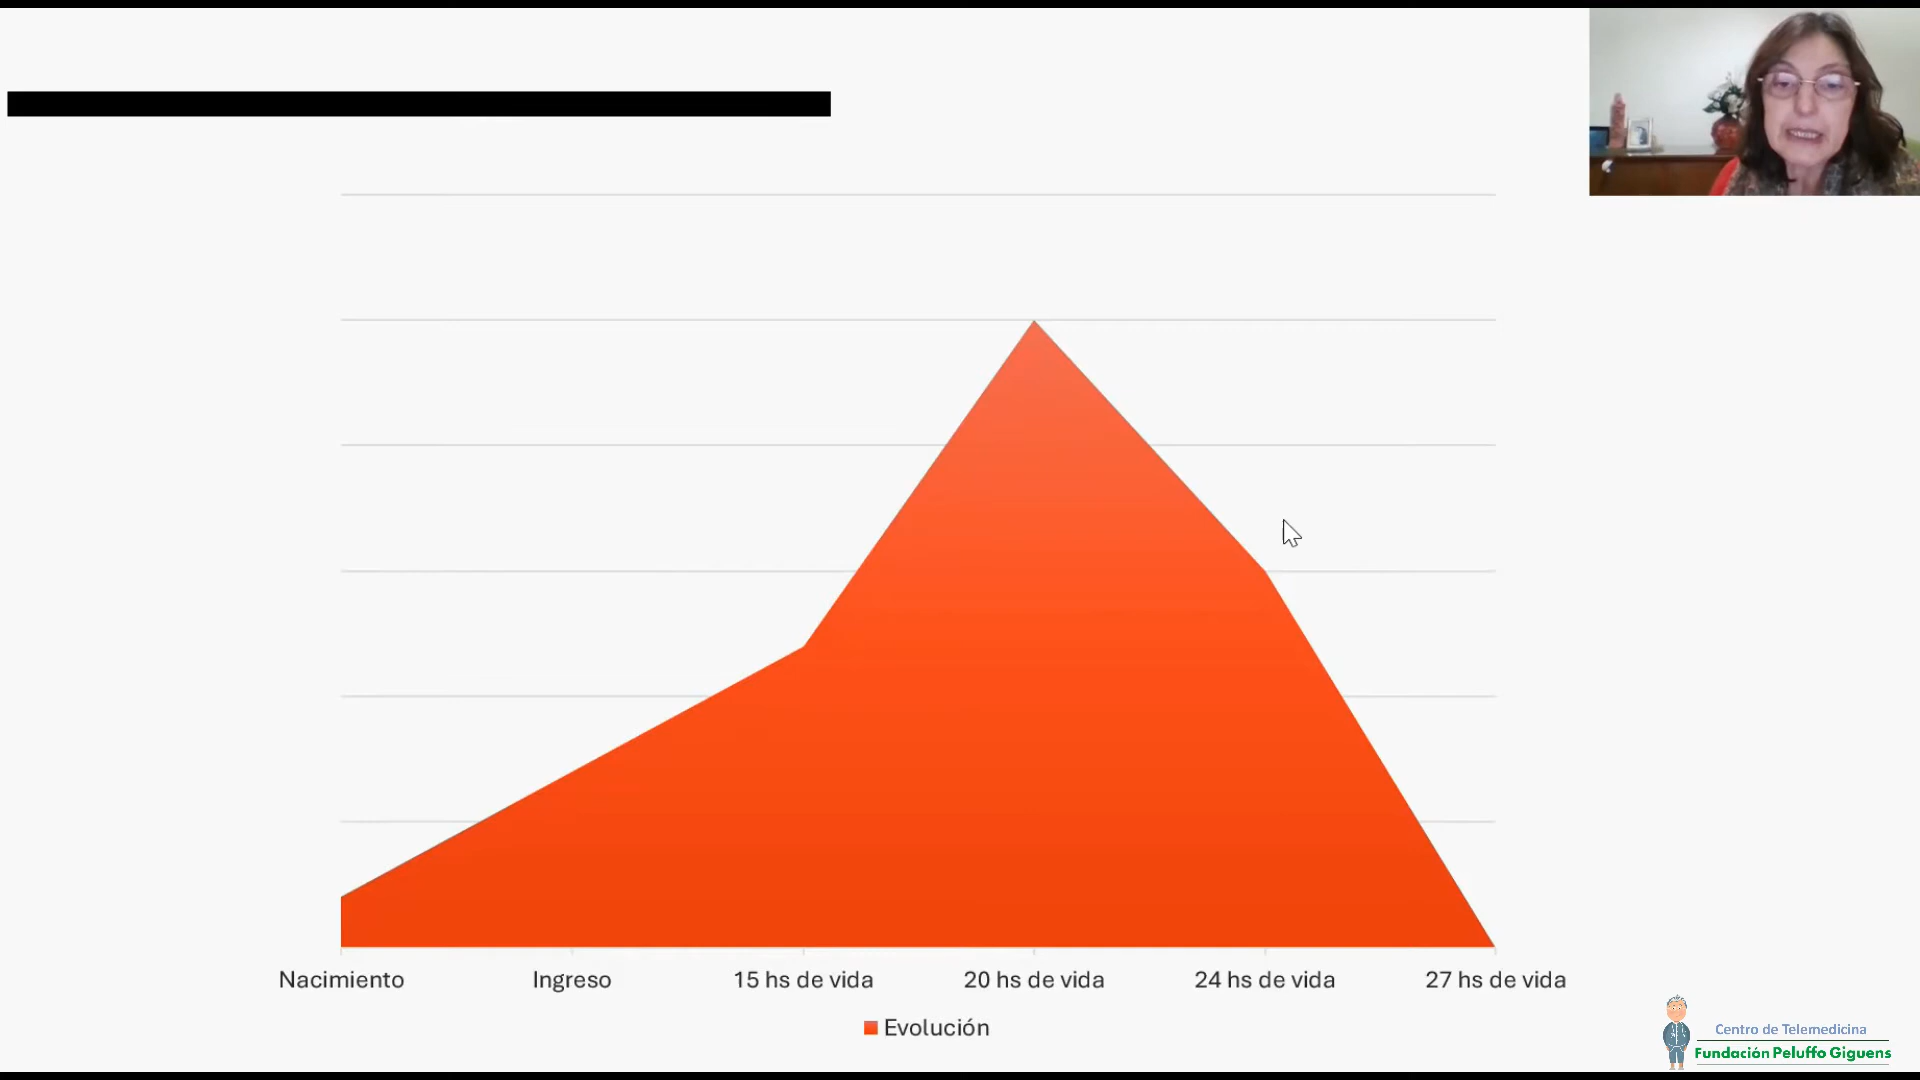 Nacimiento
Ingreso
15 hs de vida
20 hs de vida
24 hs de vida
27 hs de vida
Evolución
Centro de Telemedicina
Fundación Peluffo Giguens